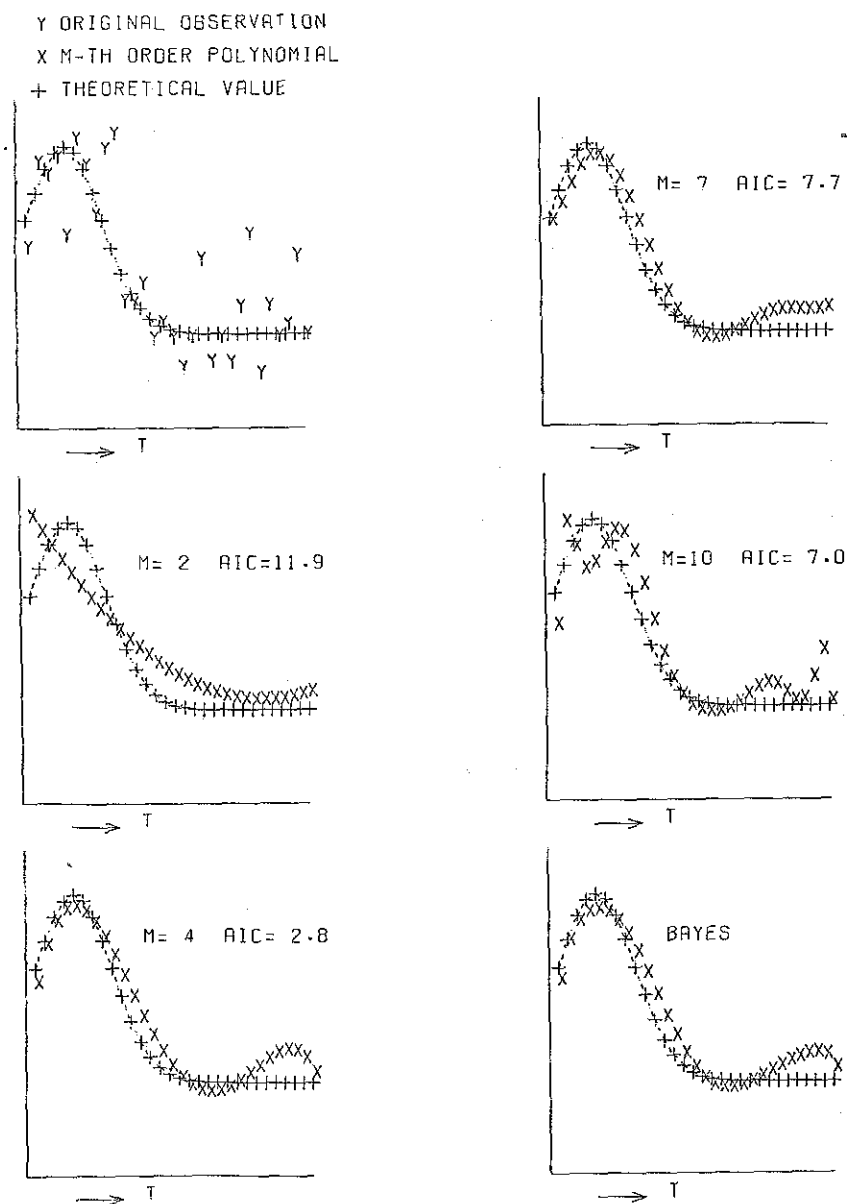 Y ORIGINAL OBSERVATION
X M-TH ORDER POLYNOMIAL
+ THEORETICAL VALUE
T
M= 7 AIC= 7.7
T
M= 2 AIC=11.9
T
M=10 AIC= 7.0
T
M= 4 AIC= 2.8
T
BAYES
T